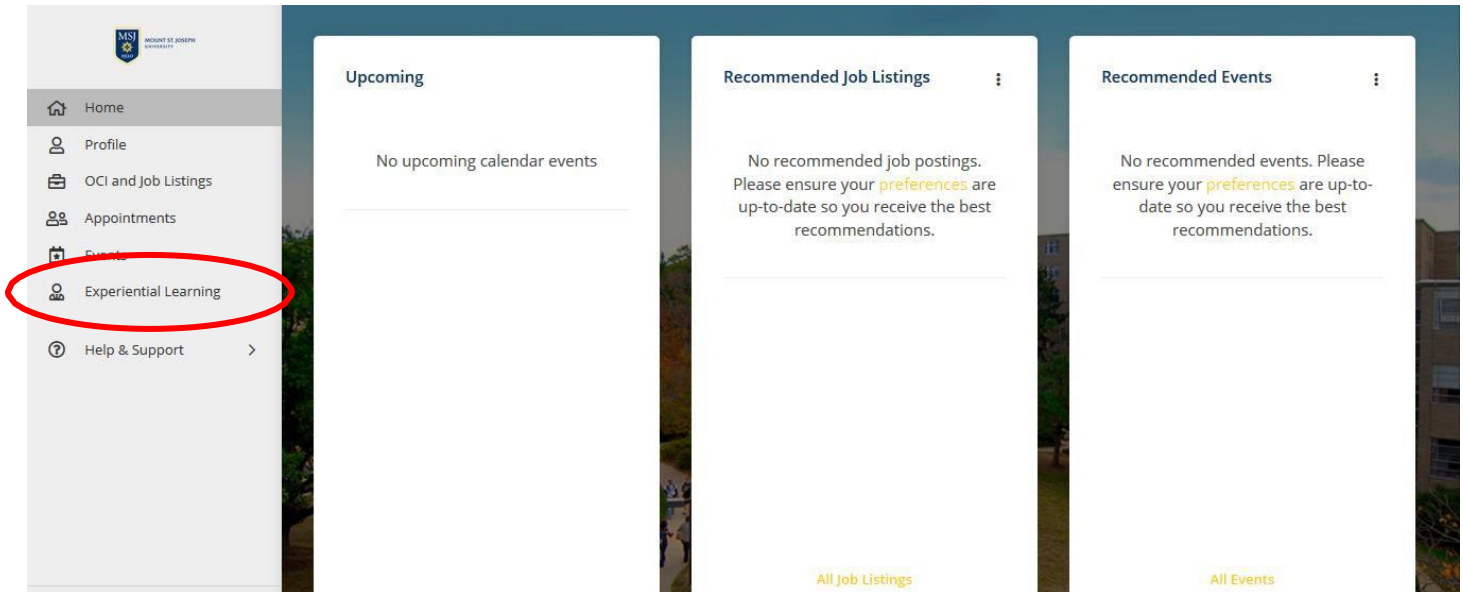 MSJ
1920
MOUNT ST. JOSEPH
UNIVERSITY
Home
Profile
OCI and Job Listings
Appointments
Events
Experiential Learning
Help & Support
Upcoming
No upcoming calendar events
Recommended Job Listings
No recommended job postings.
Please ensure your preferences are
up-to-date so you receive the best
recommendations.
All Job Listings
Recommended Events
No recommended events. Please
ensure your preferences are up-to-
date so you receive the best
recommendations.
All Events